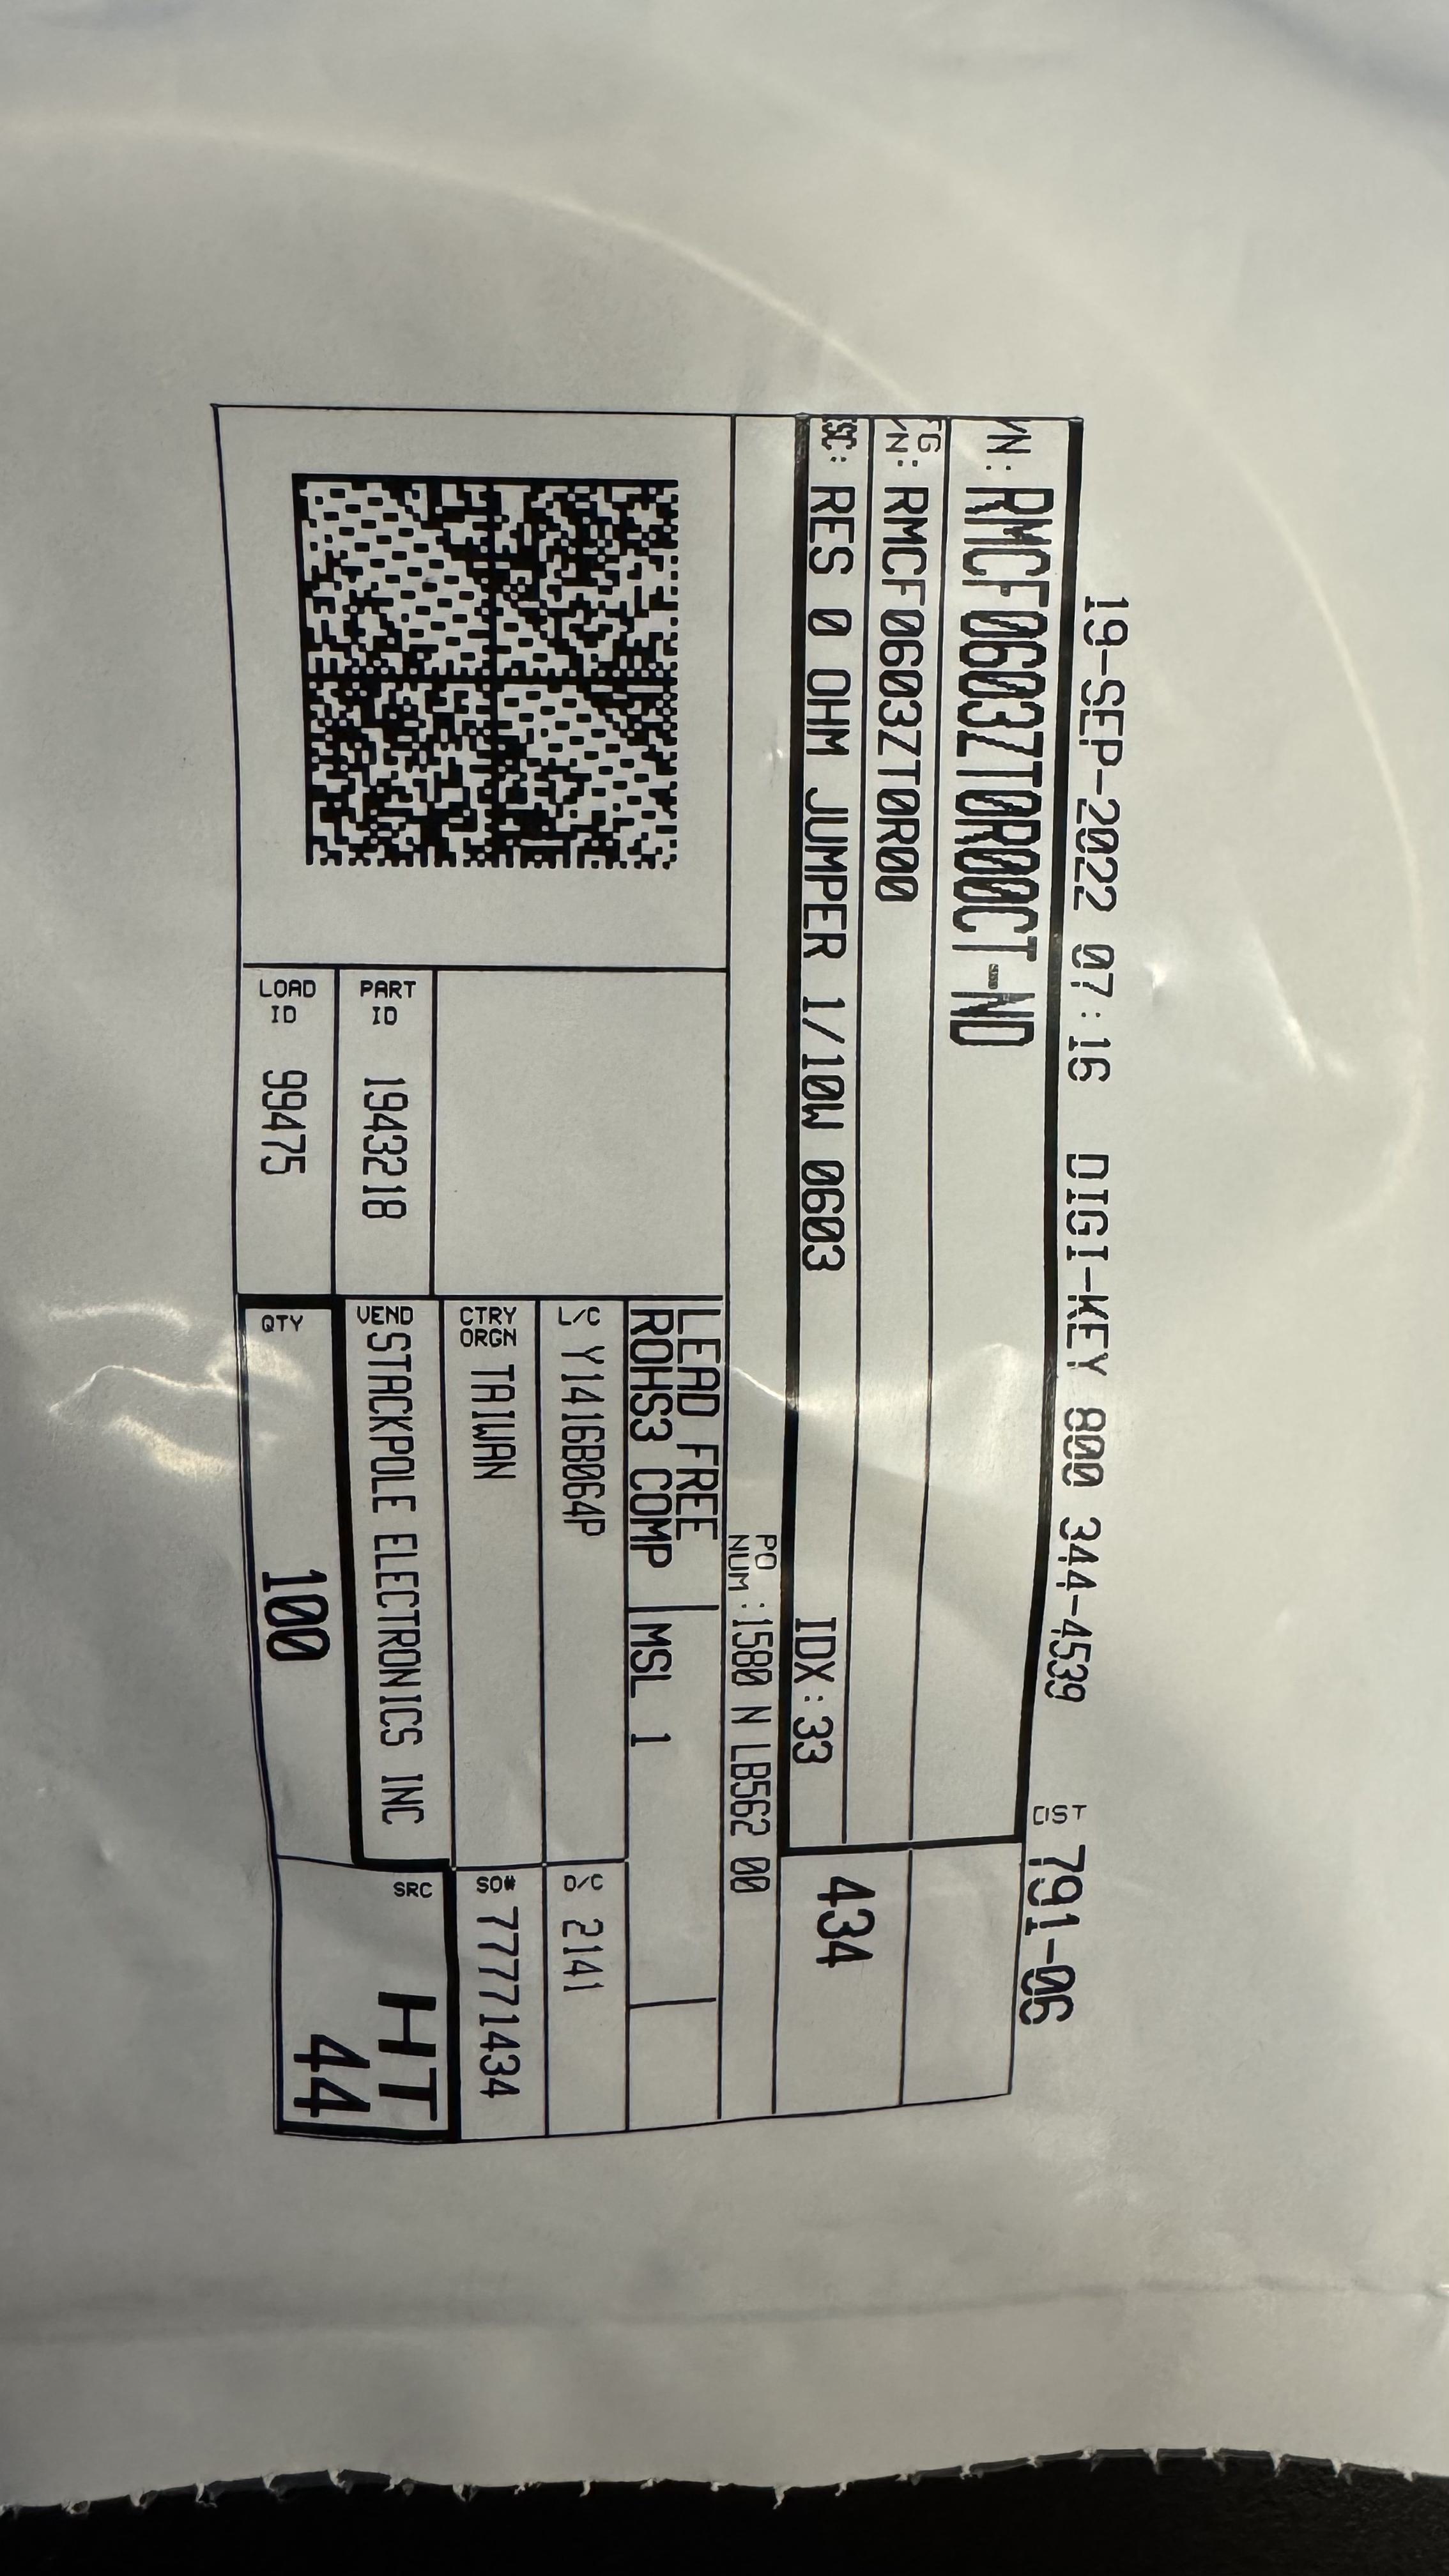 19-SEP-2022 07:16 DIGI-KEY 800 344-4539 CUST 791-06
/N: RMCF0603ZT0R00CT-ND
FG
/N: RMCF0603ZT0R00
SC: RES 0 OHM JUMPER 1/10W 0603 IDX:33
434
PO
NUM: 1580 N LB562 00
LEAD FREE
ROHS3 COMP MSL 1
L/C Y1416B064P
D/C 2141
CTRY
ORGN TAIWAN
SO# 77771434
PART
ID 1943218
VEND STACKPOLE ELECTRONICS INC
LOAD
ID 99475
QTY 100
SRC HT
44